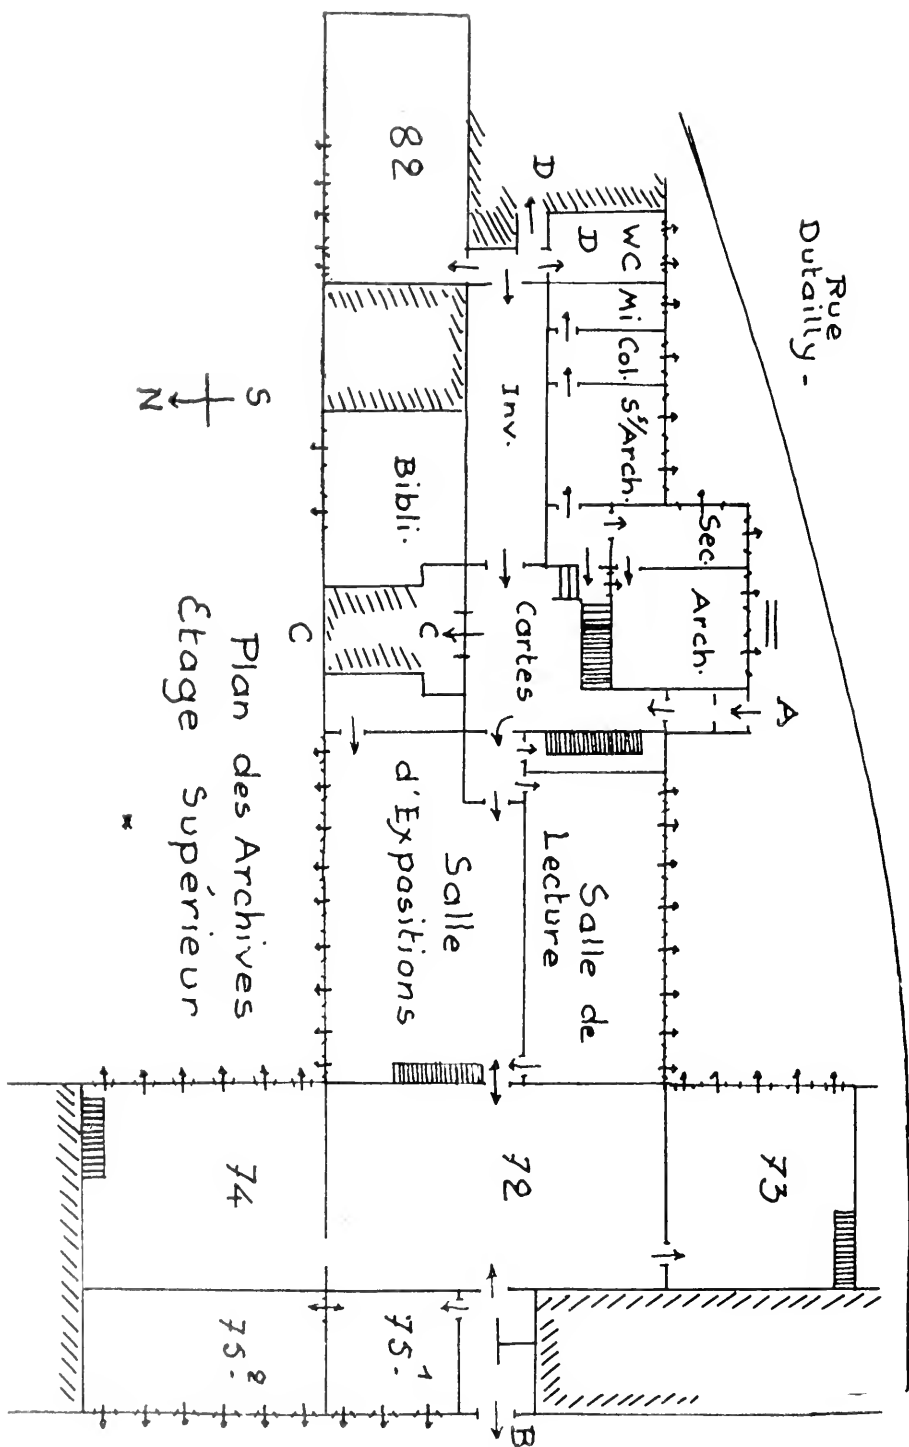 Rue
Dutailly -
82
D
D
WC
Mi
Col.
Sˢ/Arch.
Sec.
Arch.
A
Inv.
Bibli.
Cartes
C
C
S
N
Salle
d'Expositions
Salle de
Lecture
74
72
73
75.²
75.¹
B
Plan des Archives
Etage Supérieur
*